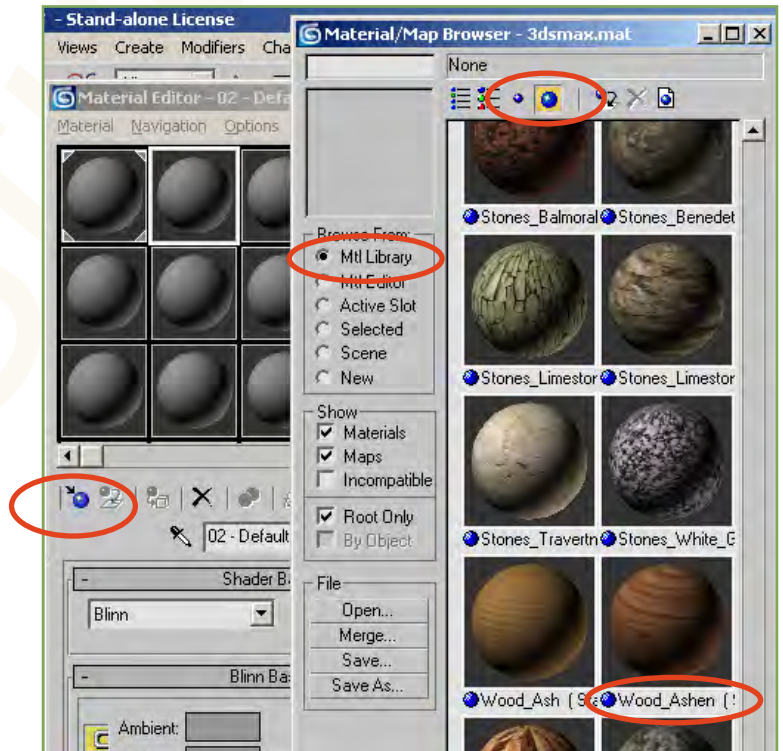 - Stand-alone License
Views Create Modifiers Cha
Material Editor - 02 - Defa
Material Navigation Options
02 - Default
Shader Ba
Blinn
Blinn Ba
Ambient:
Material/Map Browser - 3dsmax.mat
None
Browse From:
Mtl Library
Mtl Editor
Active Slot
Selected
Scene
New
Show
Materials
Maps
Incompatible
Root Only
By Object
File
Open...
Merge...
Save...
Save As...
Stones_Balmoral Stones_Benedet
Stones_Limestor Stones_Limestor
Stones_Travertn Stones_White_G
Wood_Ash ( Sta Wood_Ashen ( S